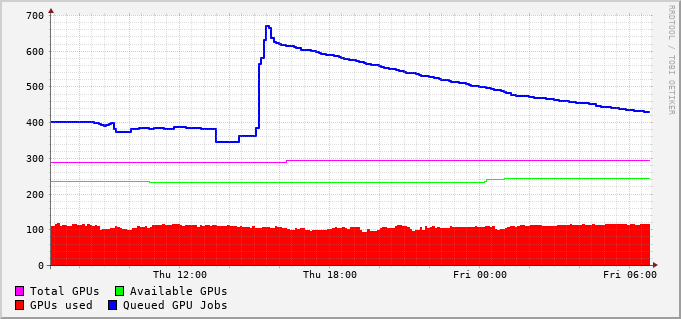 700
600
500
400
300
200
100
0
Thu 12:00 Thu 18:00 Fri 00:00 Fri 06:00
Total GPUs Available GPUs
GPUs used Queued GPU Jobs
RRDTOOL / TOBI OETIKER